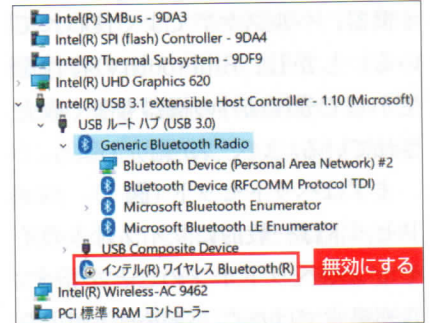 Intel(R) SMBus - 9DA3
Intel(R) SPI (flash) Controller - 9DA4
Intel(R) Thermal Subsystem - 9DF9
Intel(R) UHD Graphics 620
Intel(R) USB 3.1 eXtensible Host Controller - 1.10 (Microsoft)
USB ルート ハブ (USB 3.0)
Generic Bluetooth Radio
Bluetooth Device (Personal Area Network) #2
Bluetooth Device (RFCOMM Protocol TDI)
Microsoft Bluetooth Enumerator
Microsoft Bluetooth LE Enumerator
USB Composite Device
インテル(R) ワイヤレス Bluetooth(R) 無効にする
Intel(R) Wireless-AC 9462
PCI 標準 RAM コントローラー